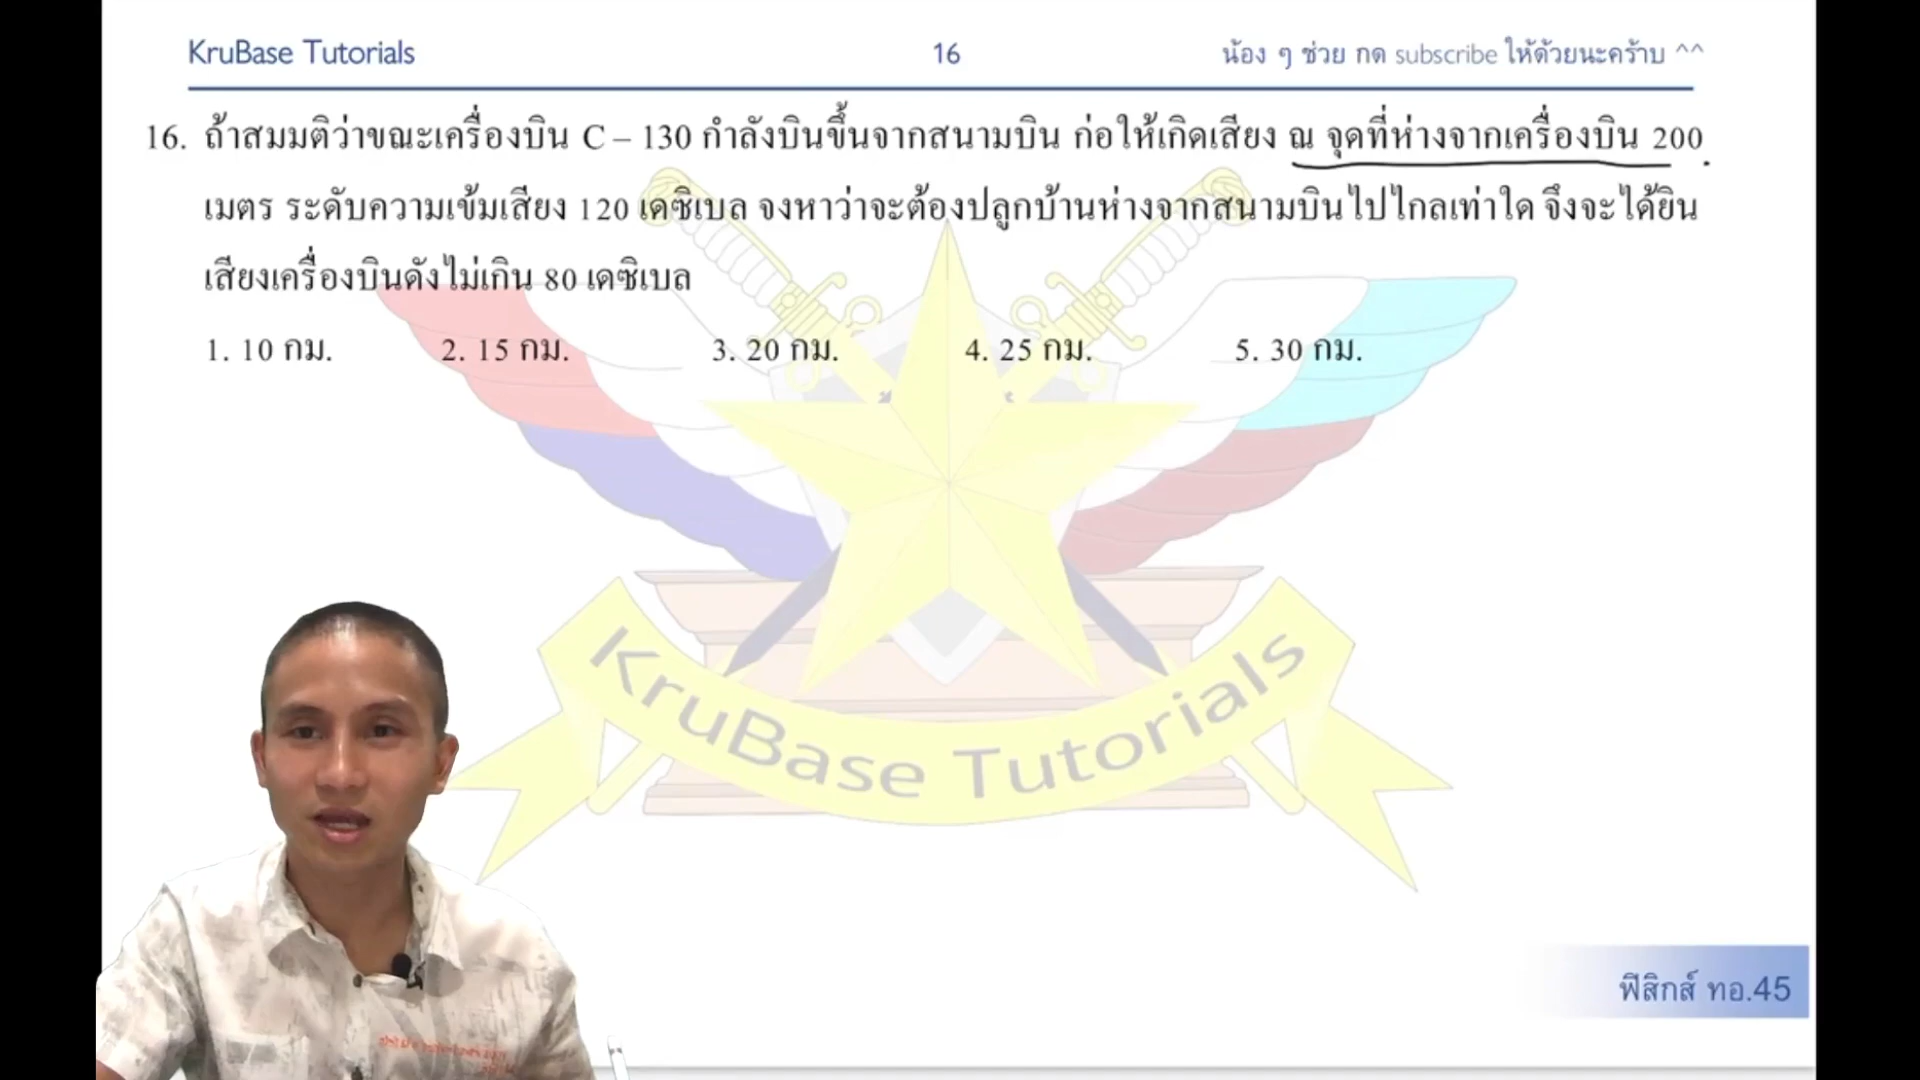 KruBase Tutorials
16
น้อง ๆ ช่วย กด subscribe ให้ด้วยนะคร้าบ ^^
16. ถ้าสมมติว่าขณะเครื่องบิน C – 130 กำลังบินขึ้นจากสนามบิน ก่อให้เกิดเสียง ณ จุดที่ห่างจากเครื่องบิน 200
เมตร ระดับความเข้มเสียง 120 เดซิเบล จงหาว่าจะต้องปลูกบ้านห่างจากสนามบินไปไกลเท่าใด จึงจะได้ยิน
เสียงเครื่องบินดังไม่เกิน 80 เดซิเบล
1. 10 กม. 2. 15 กม. 3. 20 กม. 4. 25 กม. 5. 30 กม.
KruBase Tutorials
ฟิสิกส์ ทอ.45